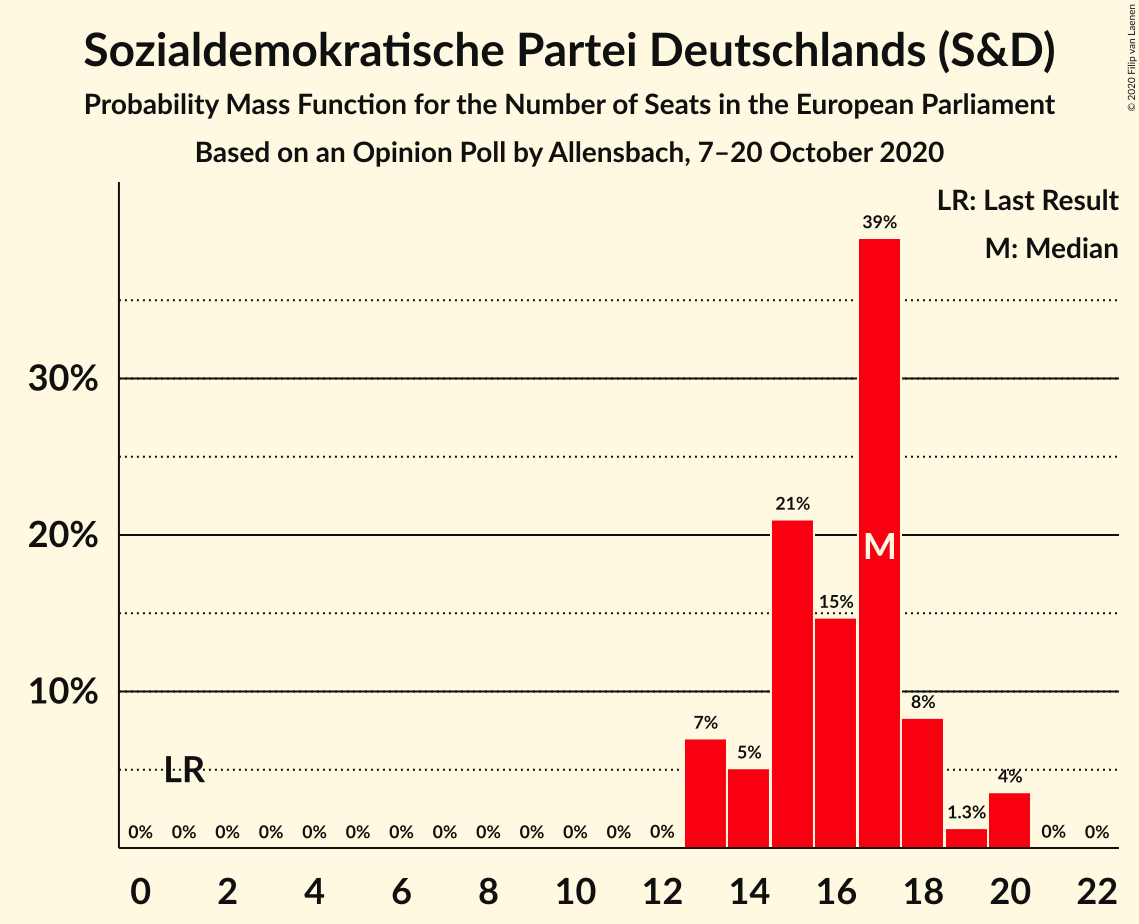 Sozialdemokratische Partei Deutschlands (S&D)
Probability Mass Function for the Number of Seats in the European Parliament
Based on an Opinion Poll by Allensbach, 7–20 October 2020
© 2020 Filip van Laenen
LR: Last Result
M: Median
39%
30%
21%
20%
M
15%
10%
8%
7%
5%
LR
4%
1.3%
0% 0% 0% 0% 0% 0% 0% 0% 0% 0% 0% 0% 0% 0% 0%
0 2 4 6 8 10 12 14 16 18 20 22